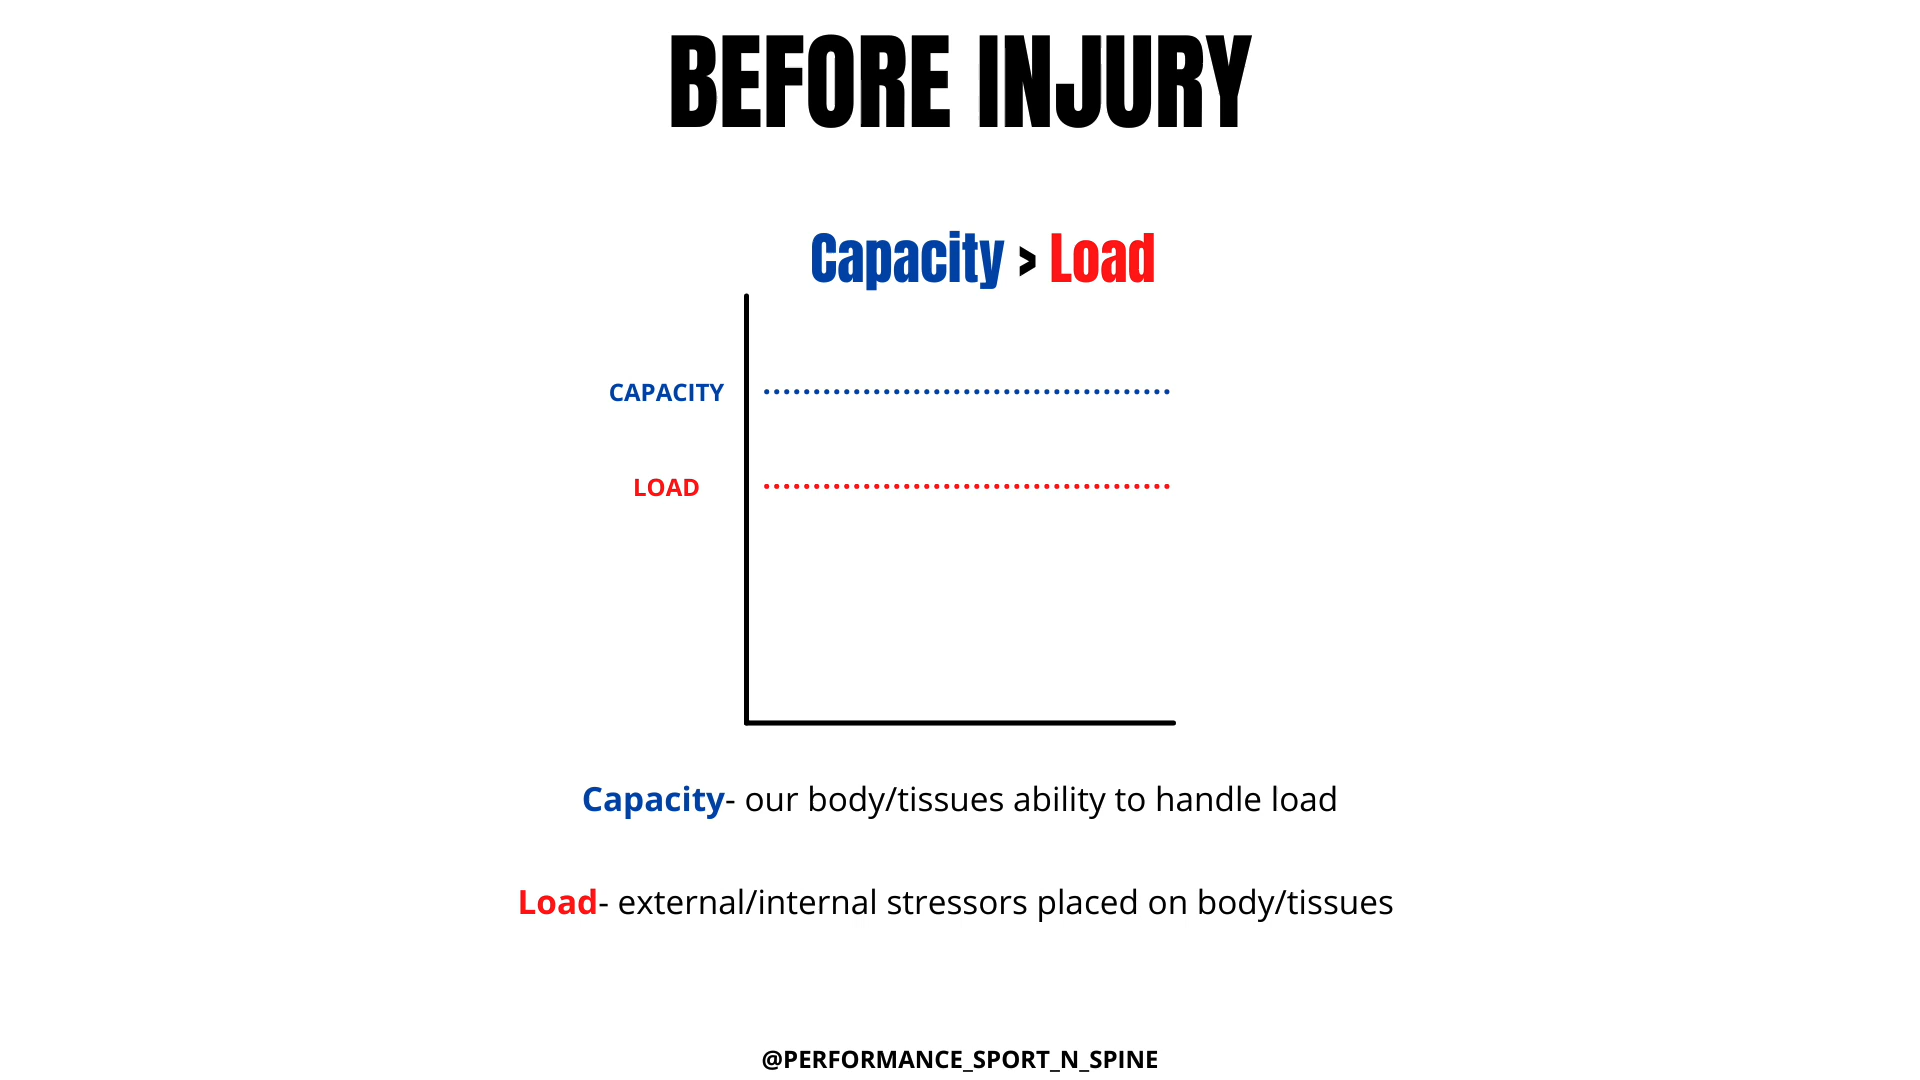 BEFORE INJURY
Capacity > Load
CAPACITY
LOAD
Capacity- our body/tissues ability to handle load
Load- external/internal stressors placed on body/tissues
@PERFORMANCE_SPORT_N_SPINE